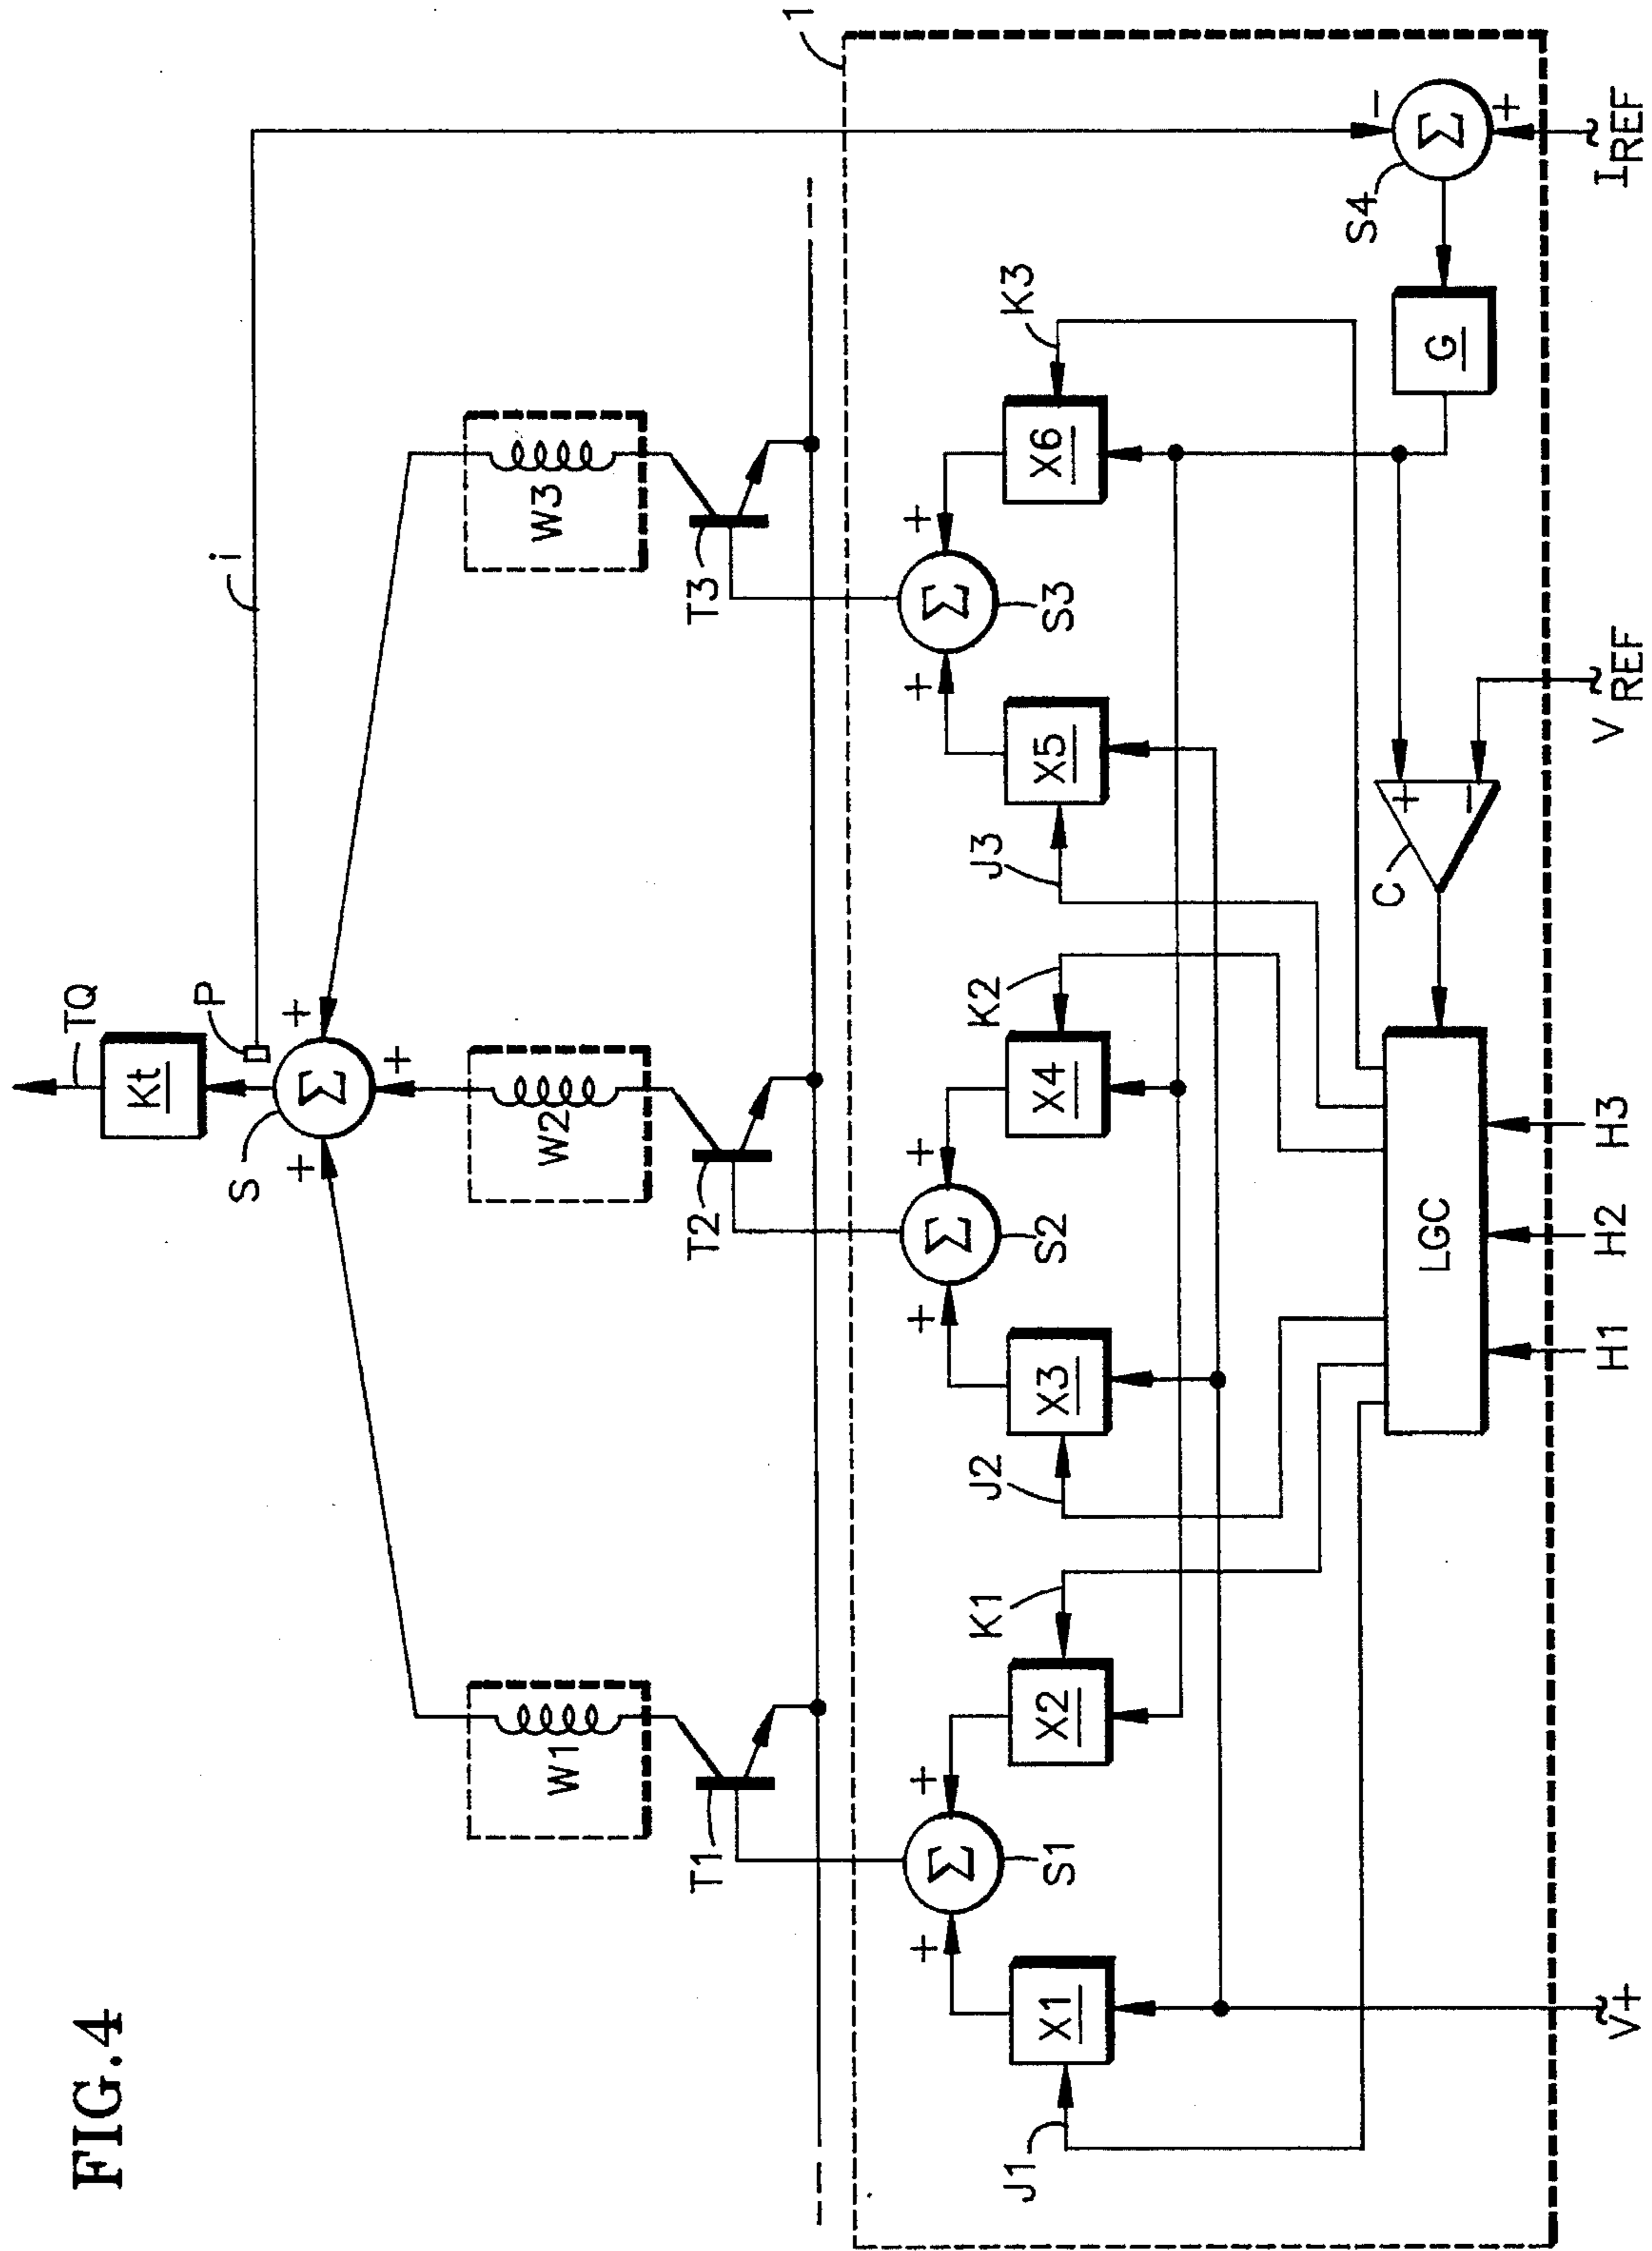 FIG.4
TQ
Kt
P
i
S
+
+
+
W1
W2
W3
T1
T2
T3
1
+
Σ
+
S1
+
Σ
+
S2
+
Σ
+
S3
Σ
J1
X1
X2
K1
J2
X3
X4
K2
J3
X5
X6
K3
G
S4
−
Σ
+
LGC
C
+
−
V+
H1
H2
H3
V REF
IREF